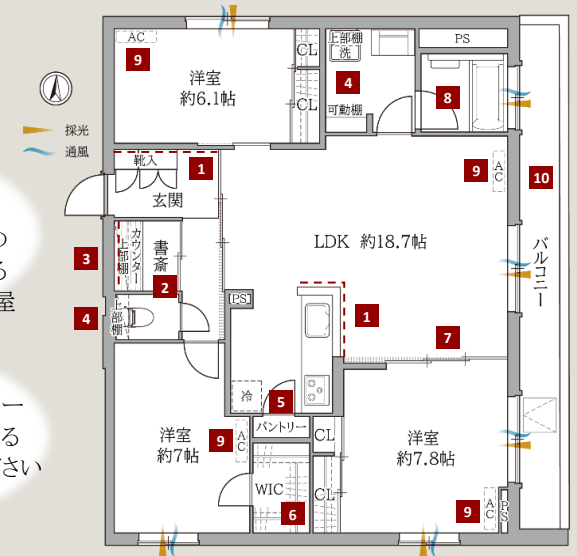 採光
通風
わ
る
屋
ー
る
ださい
AC
9
洋室
約6.1帖
CL
CL
上部棚
洗
4
可動棚
PS
8
靴入
1
玄関
9
AC
10
バルコニー
3
カウンター
上部棚
書斎
2
LDK 約18.7帖
4
上部棚
[PS]
1
7
冷
5
パントリー
洋室
約7帖
9
AC
WIC
6
CL
CL
洋室
約7.8帖
9
AC
PS